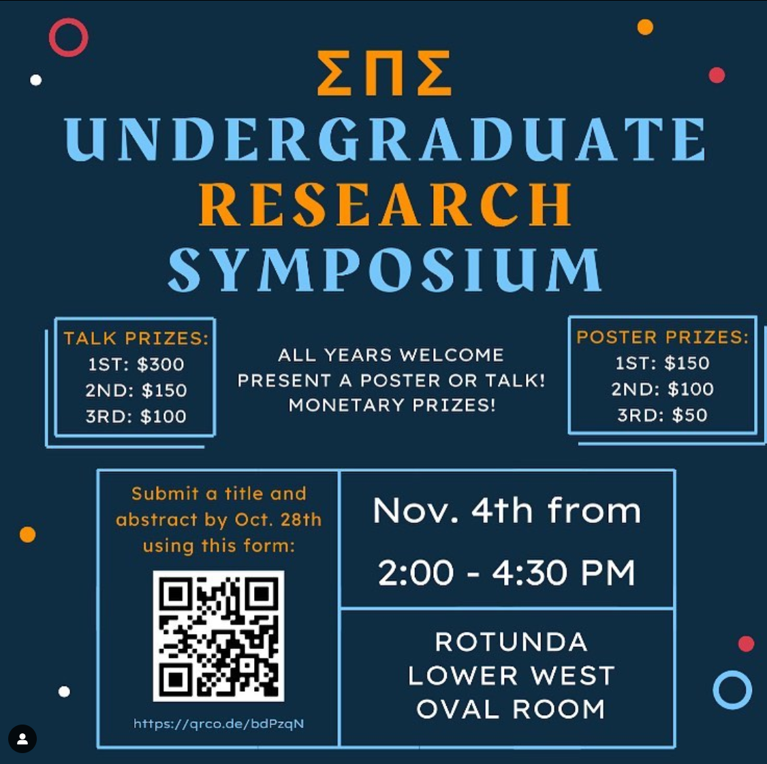 ΣΠΣ
UNDERGRADUATE
RESEARCH
SYMPOSIUM
TALK PRIZES:
1ST: $300
2ND: $150
3RD: $100
ALL YEARS WELCOME
PRESENT A POSTER OR TALK!
MONETARY PRIZES!
POSTER PRIZES:
1ST: $150
2ND: $100
3RD: $50
Submit a title and
abstract by Oct. 28th
using this form:
https://qrco.de/bdPzqN
Nov. 4th from
2:00 - 4:30 PM
ROTUNDA
LOWER WEST
OVAL ROOM